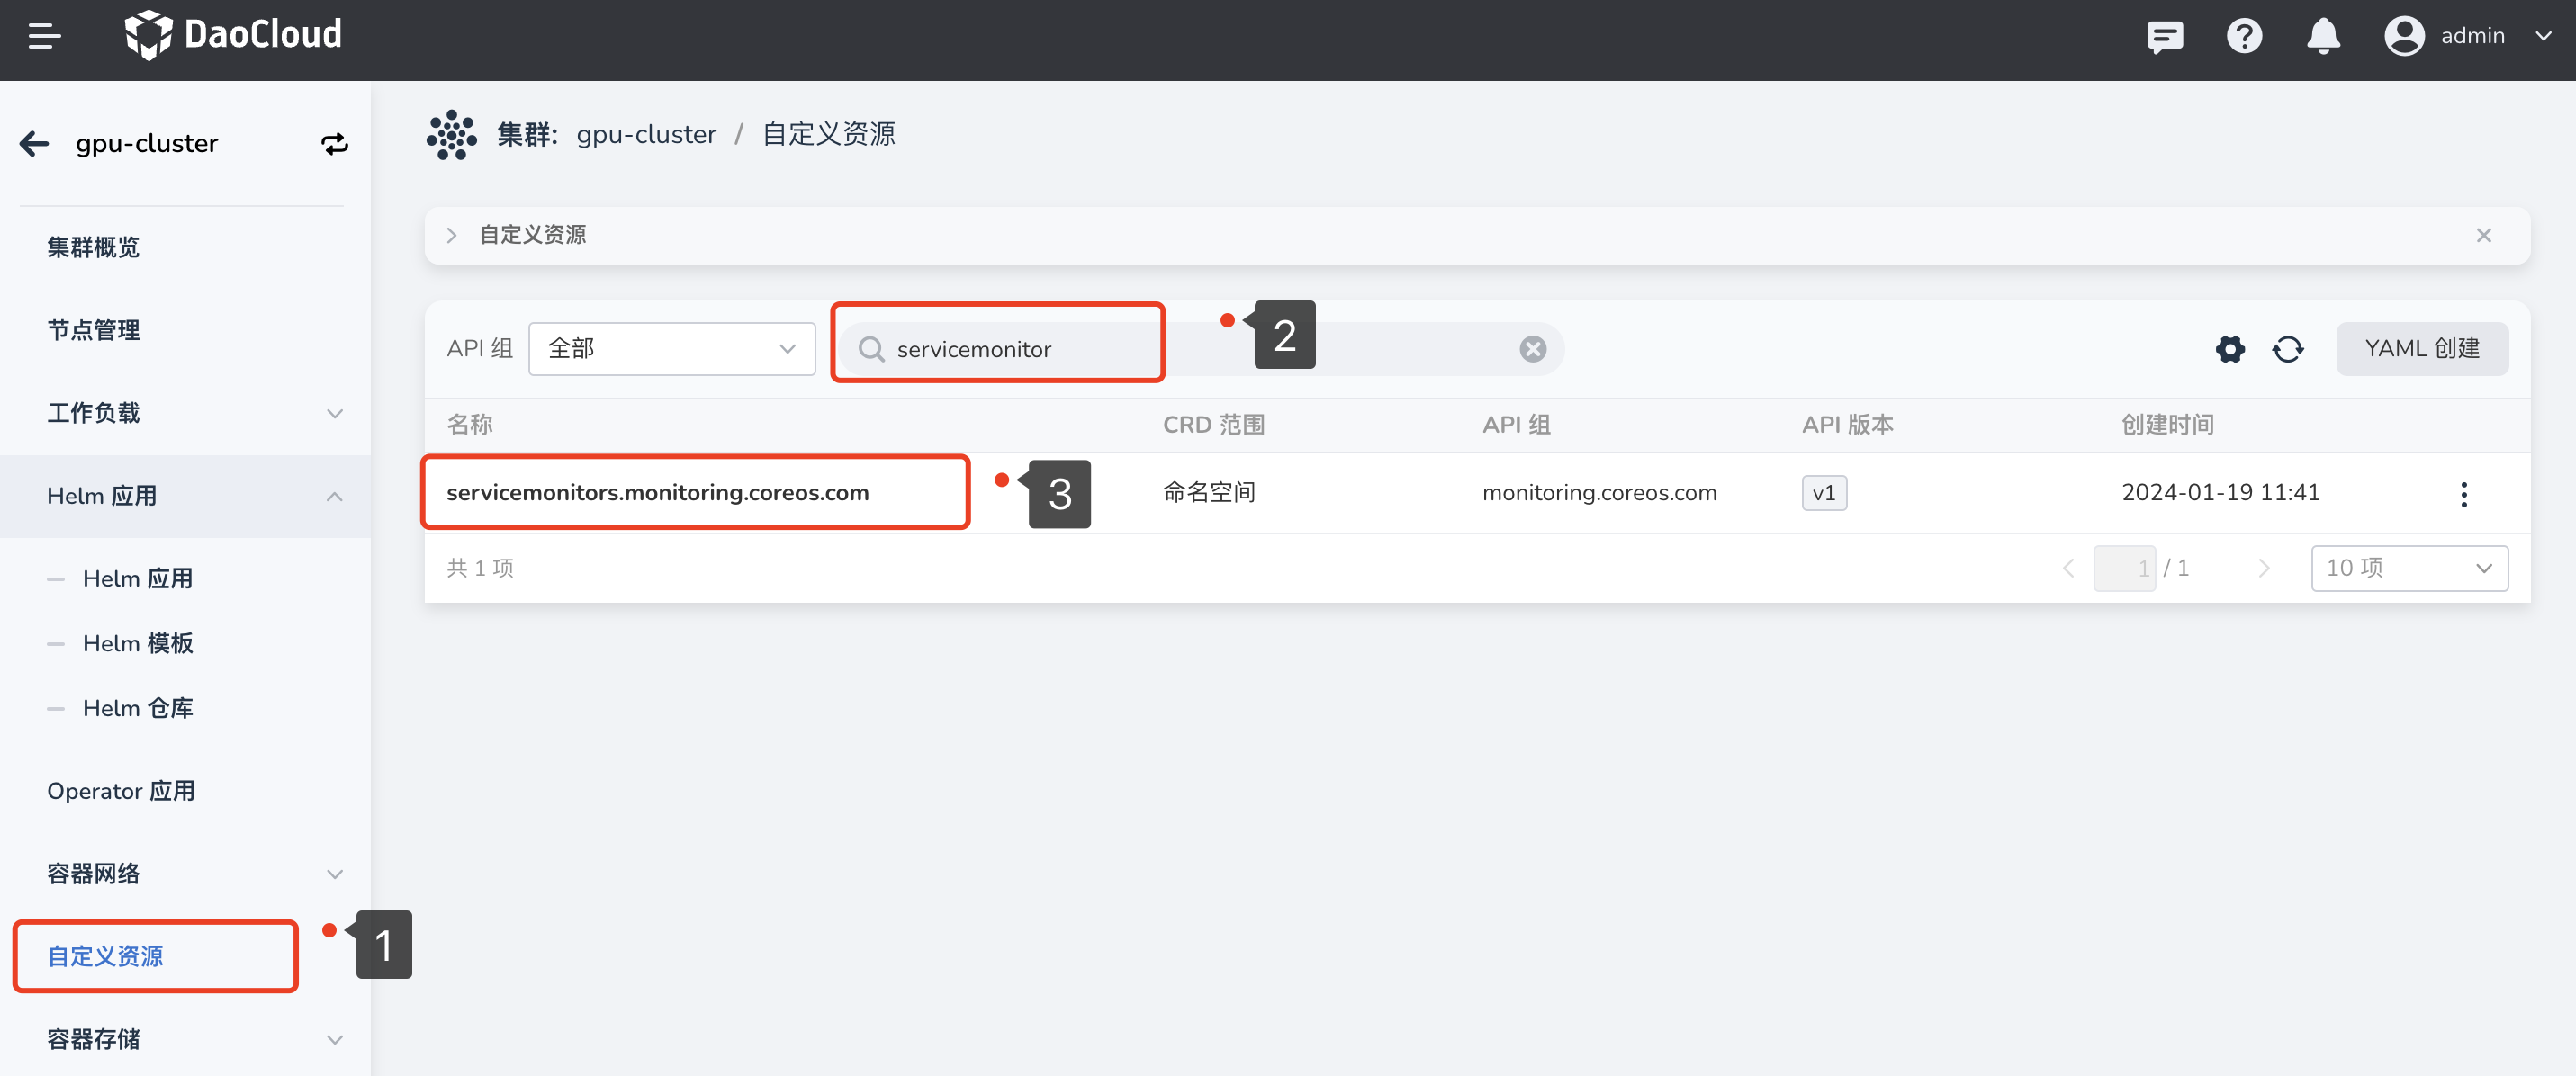 DaoCloud
admin
gpu-cluster
集群概览
节点管理
工作负载
Helm 应用
Helm 应用
Helm 模板
Helm 仓库
Operator 应用
容器网络
自定义资源
1
容器存储
集群: gpu-cluster / 自定义资源
自定义资源
API 组 全部 servicemonitor 2 YAML 创建
名称 CRD 范围 API 组 API 版本 创建时间
servicemonitors.monitoring.coreos.com 3 命名空间 monitoring.coreos.com v1 2024-01-19 11:41
共 1 项 1 / 1 10 项